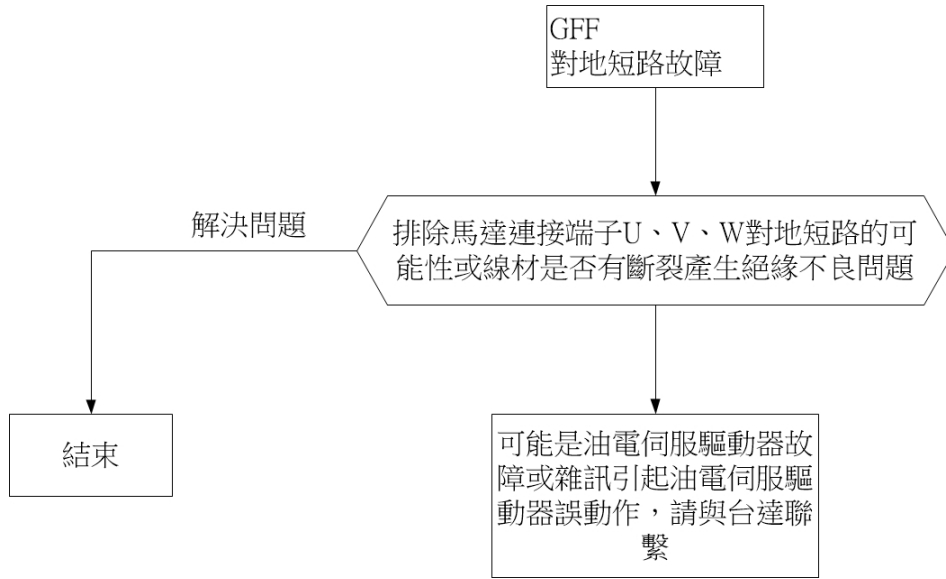 GFF
對地短路故障
解決問題
排除馬達連接端子U、V、W對地短路的可
能性或線材是否有斷裂產生絕緣不良問題
結束
可能是油電伺服驅動器故
障或雜訊引起油電伺服驅
動器誤動作，請與台達聯
繫